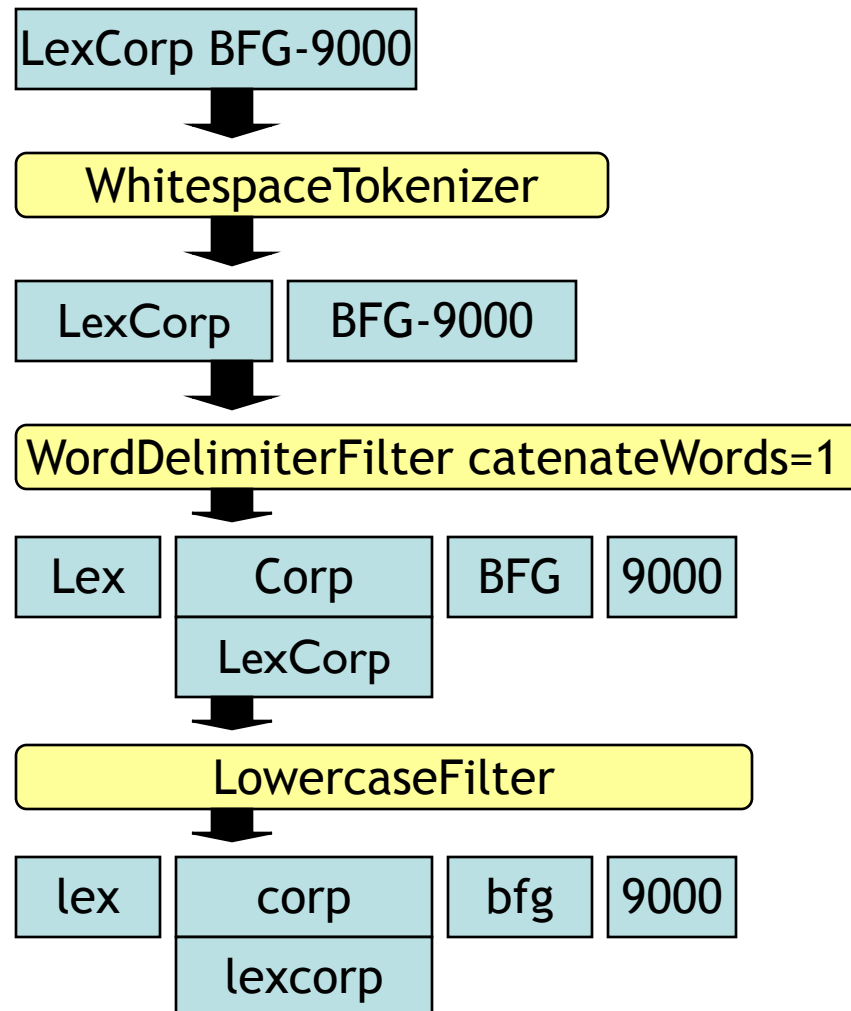 LexCorp BFG-9000
WhitespaceTokenizer
LexCorp BFG-9000
WordDelimiterFilter catenateWords=1
Lex Corp BFG 9000
LexCorp
LowercaseFilter
lex corp bfg 9000
lexcorp